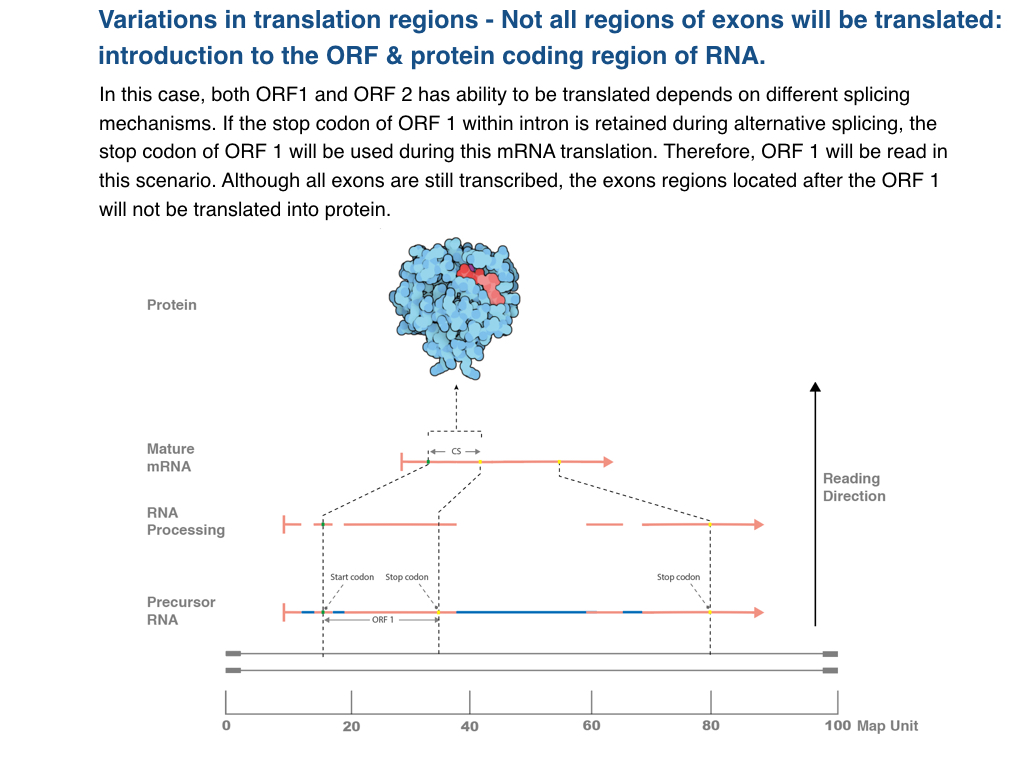 Variations in translation regions - Not all regions of exons will be translated:
introduction to the ORF & protein coding region of RNA.
In this case, both ORF1 and ORF 2 has ability to be translated depends on different splicing
mechanisms. If the stop codon of ORF 1 within intron is retained during alternative splicing, the
stop codon of ORF 1 will be used during this mRNA translation. Therefore, ORF 1 will be read in
this scenario. Although all exons are still transcribed, the exons regions located after the ORF 1
will not be translated into protein.
Protein
Mature
mRNA
CS
Reading
Direction
RNA
Processing
Start codon
Stop codon
Stop codon
Precursor
RNA
ORF 1
0 20 40 60 80 100 Map Unit